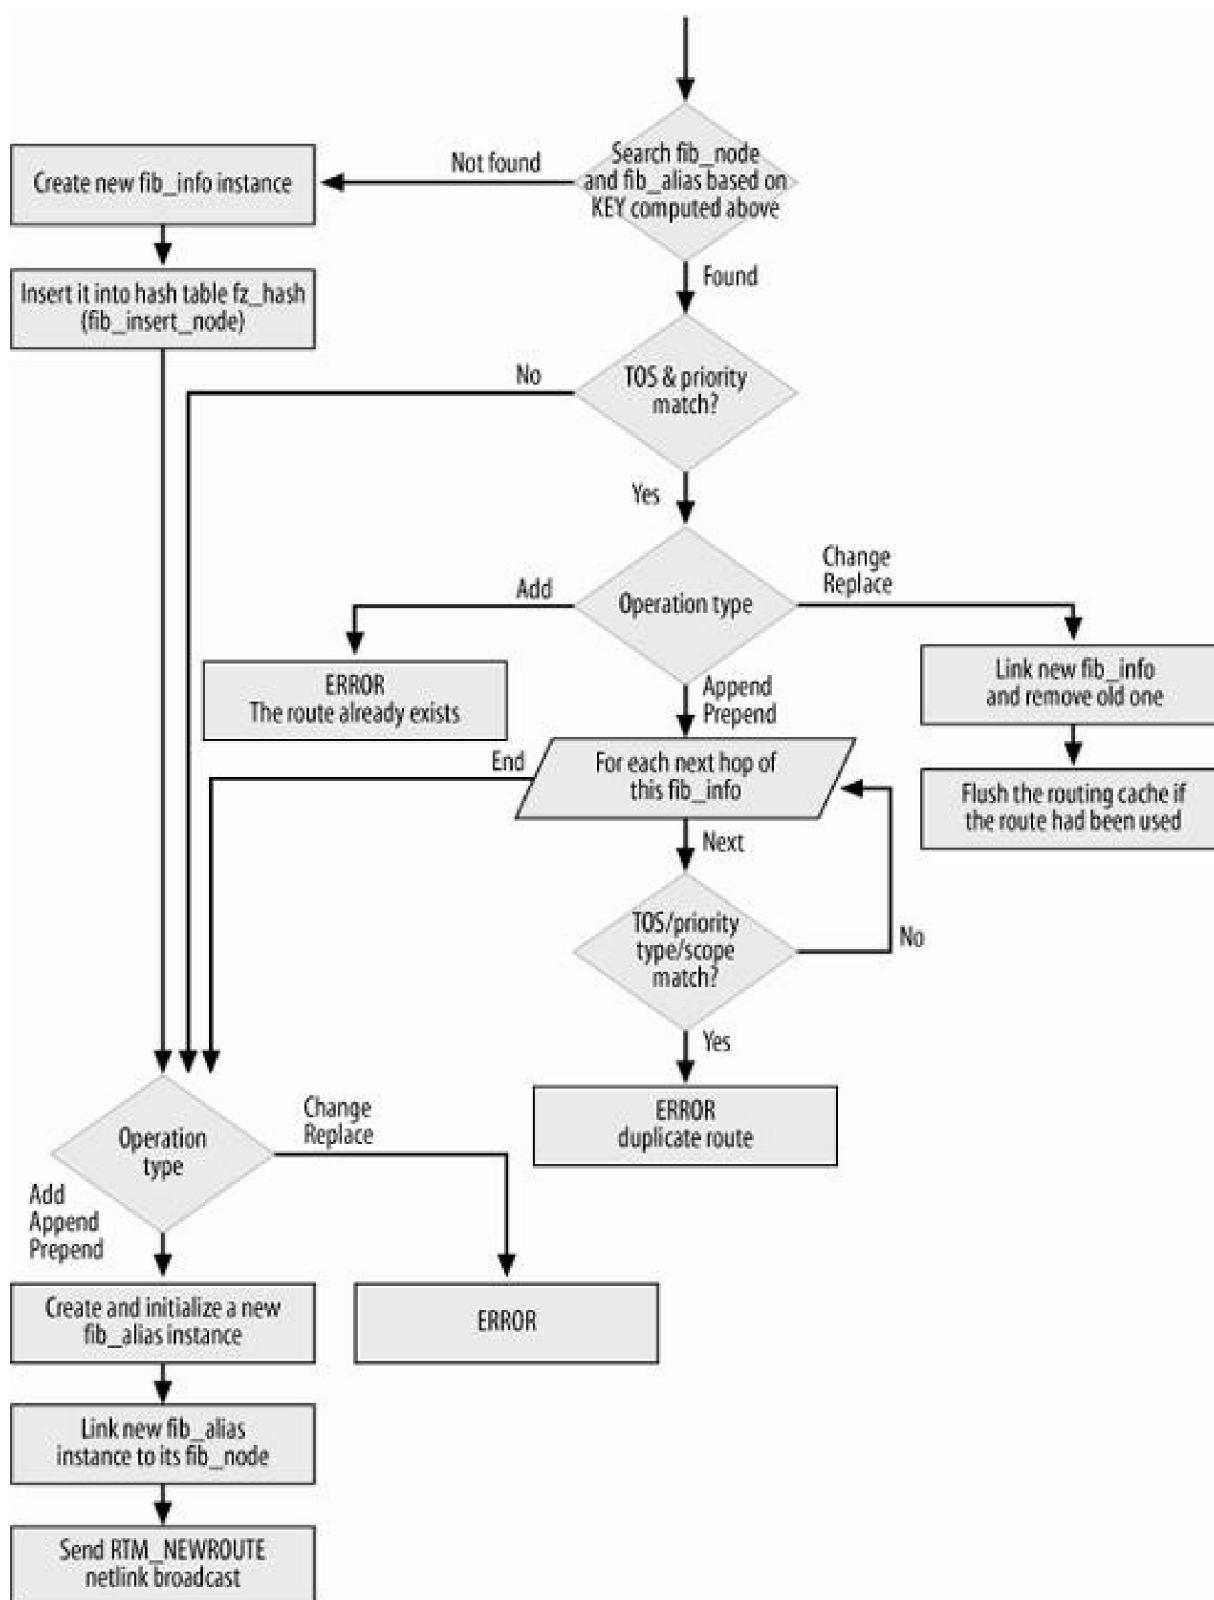 Search fib_node
and fib_alias based on
KEY computed above
Not found
Create new fib_info instance
Insert it into hash table fz_hash
(fib_insert_node)
Found
TOS & priority
match?
No
Yes
Operation type
Add
ERROR
The route already exists
Change
Replace
Link new fib_info
and remove old one
Flush the routing cache if
the route had been used
Append
Prepend
For each next hop of
this fib_info
End
Next
TOS/priority
type/scope
match?
No
Yes
ERROR
duplicate route
Operation
type
Change
Replace
ERROR
Add
Append
Prepend
Create and initialize a new
fib_alias instance
Link new fib_alias
instance to its fib_node
Send RTM_NEWROUTE
netlink broadcast